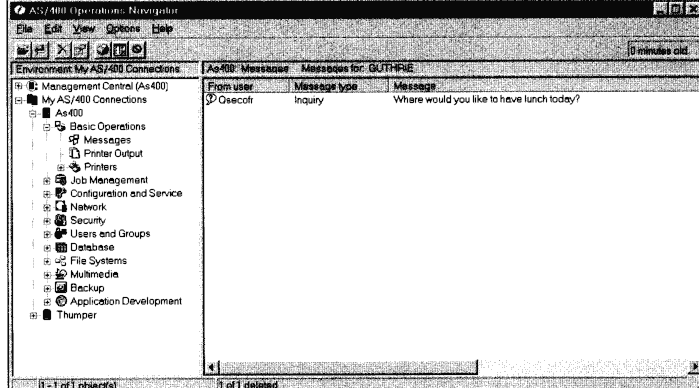 AS/400 Operations Navigator
File Edit View Options Help
0 minutes old
Environment: My AS/400 Connections
As400: Messages Messages for: GUTHRIE
From user Message type Message
Qsecofr Inquiry Where would you like to have lunch today?
Management Central (As400)
My AS/400 Connections
As400
Basic Operations
Messages
Printer Output
Printers
Job Management
Configuration and Service
Network
Security
Users and Groups
Database
File Systems
Multimedia
Backup
Application Development
Thumper
1 - 1 of 1 object(s)
1 of 1 deleted